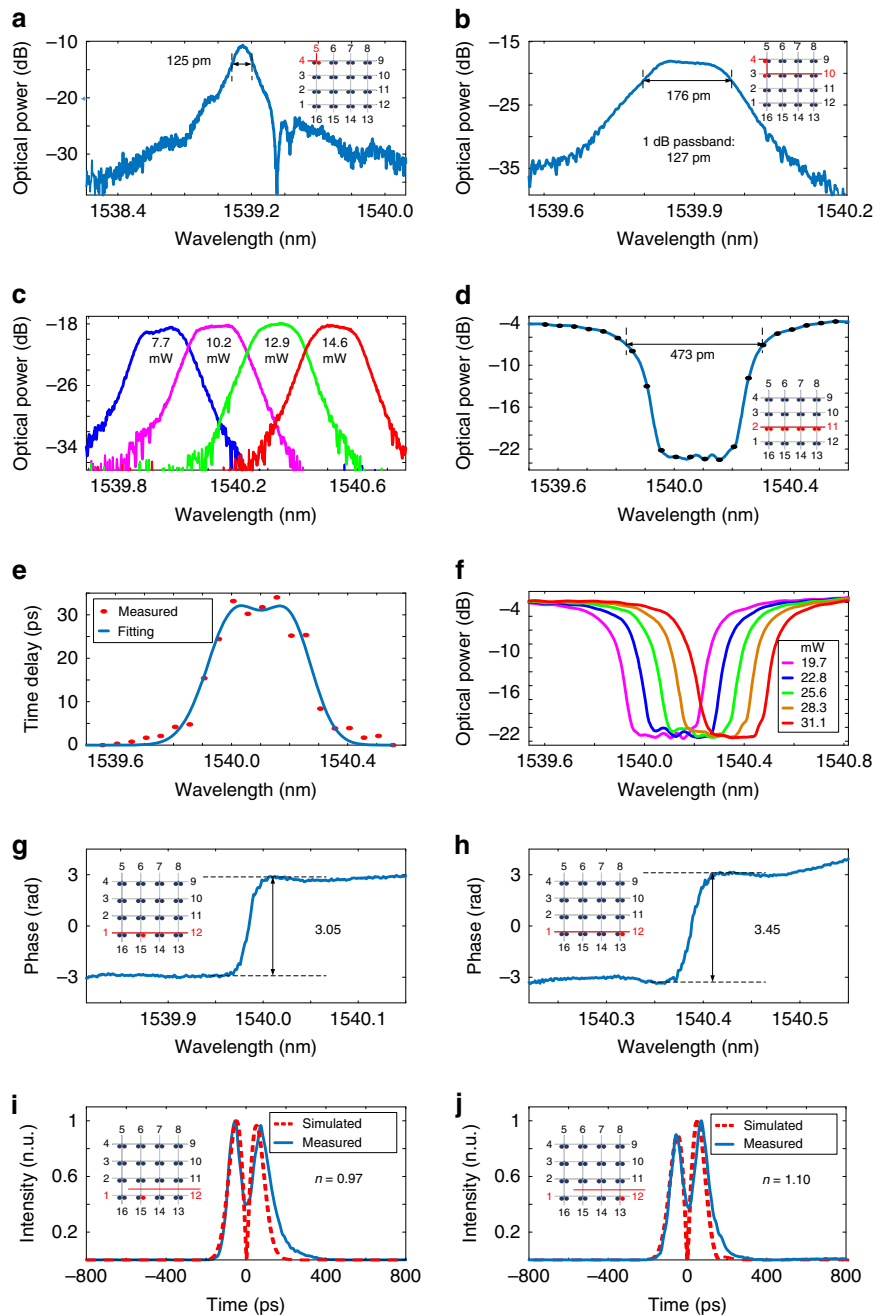 a
Optical power (dB)
−10
−20
−30
125 pm
5 6 7 8
4 9
3 10
2 11
1 12
16 15 14 13
1538.4 1539.2 1540.0
Wavelength (nm)
b
Optical power (dB)
−15
−25
−35
176 pm
1 dB passband:
127 pm
5 6 7 8
4 9
3 10
2 11
1 12
16 15 14 13
1539.6 1539.9 1540.2
Wavelength (nm)
c
Optical power (dB)
−18
−26
−34
7.7 10.2 12.9 14.6
mW mW mW mW
1539.8 1540.2 1540.6
Wavelength (nm)
d
Optical power (dB)
−4
−10
−16
−22
473 pm
5 6 7 8
4 9
3 10
2 11
1 12
16 15 14 13
1539.6 1540.0 1540.4
Wavelength (nm)
e
Time delay (ps)
30
20
10
0
Measured
Fitting
1539.6 1540.0 1540.4
Wavelength (nm)
f
Optical power (dB)
−4
−10
−16
−22
mW
19.7
22.8
25.6
28.3
31.1
1539.6 1540.0 1540.4 1540.8
Wavelength (nm)
g
Phase (rad)
3
0
−3
5 6 7 8
4 9
3 10
2 11
1 12
16 15 14 13
3.05
1539.9 1540.0 1540.1
Wavelength (nm)
h
Phase (rad)
3
0
−3
5 6 7 8
4 9
3 10
2 11
1 12
16 15 14 13
3.45
1540.3 1540.4 1540.5
Wavelength (nm)
i
Intensity (n.u.)
1
0.6
0.2
5 6 7 8
4 9
3 10
2 11
1 12
16 15 14 13
Simulated
Measured
n = 0.97
−800 −400 0 400 800
Time (ps)
j
Intensity (n.u.)
1
0.6
0.2
5 6 7 8
4 9
3 10
2 11
1 12
16 15 14 13
Simulated
Measured
n = 1.10
−800 −400 0 400 800
Time (ps)